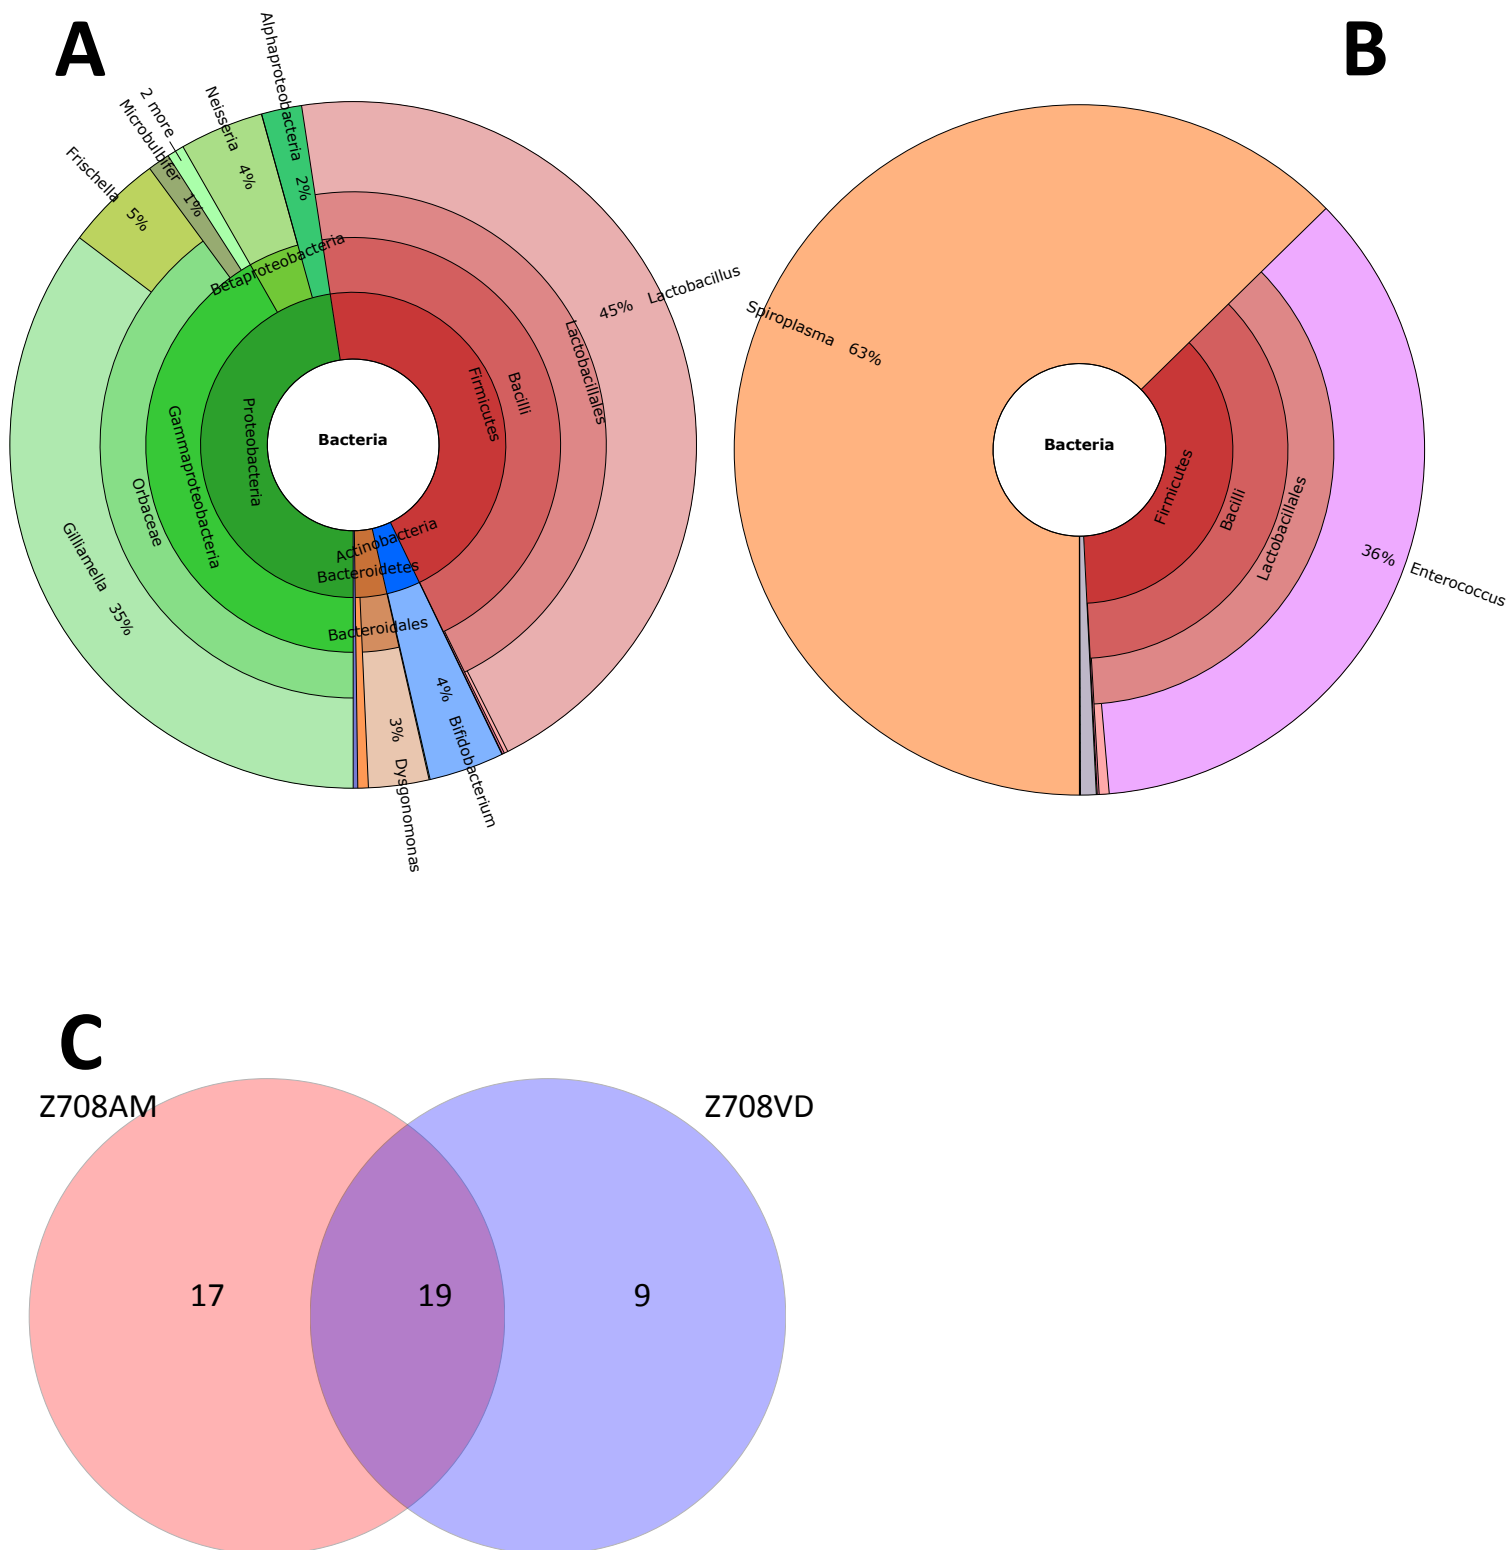 A
B
Alphaproteobacteria 2%
Neisseria 4%
2 more
Microbulbifer 1%
Frischella 5%
Betaproteobacteria
Lactobacillus 45%
Lactobacillales
Bacilli
Firmicutes
Bacteria
Proteobacteria
Gammaproteobacteria
Orbaceae
Gilliamella 35%
Actinobacteria
Bacteroidetes
Bacteroidales
3% Dysgonomonas
4% Bifidobacterium
Spiroplasma 63%
Bacteria
Firmicutes
Bacilli
Lactobacillales
36% Enterococcus
C
Z708AM
Z708VD
17
19
9